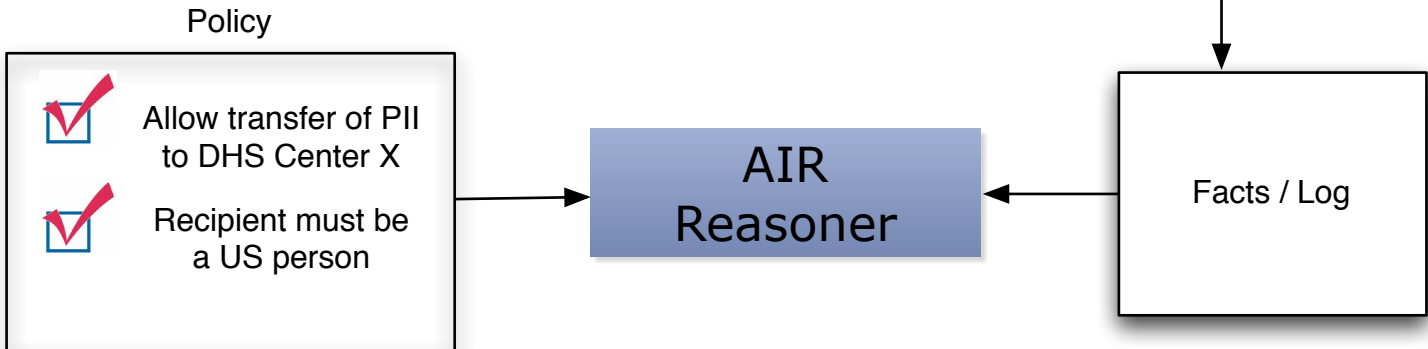 Policy
Allow transfer of PII
to DHS Center X
Recipient must be
a US person
AIR
Reasoner
Facts / Log